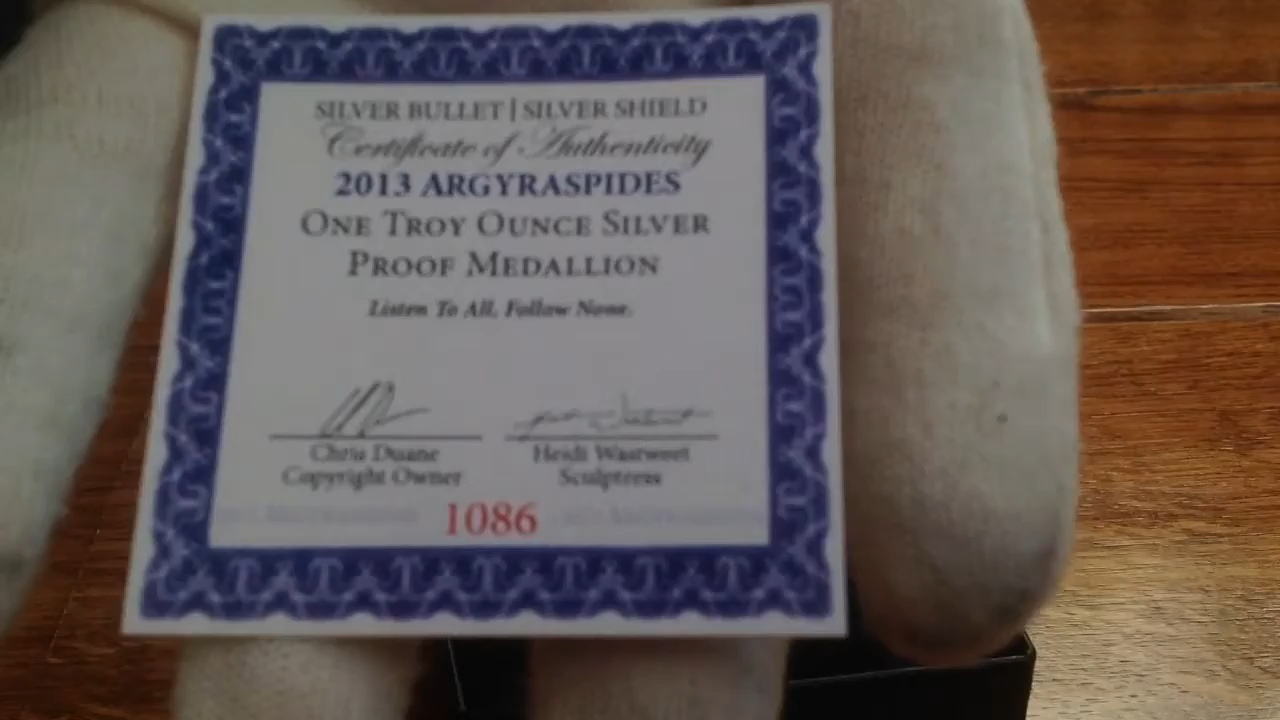 SILVER BULLET | SILVER SHIELD
Certificate of Authenticity
2013 ARGYRASPIDES
ONE TROY OUNCE SILVER
PROOF MEDALLION
Listen To All, Follow None.
Chris Duane Heidi Wastweet
Copyright Owner Sculptress
1086